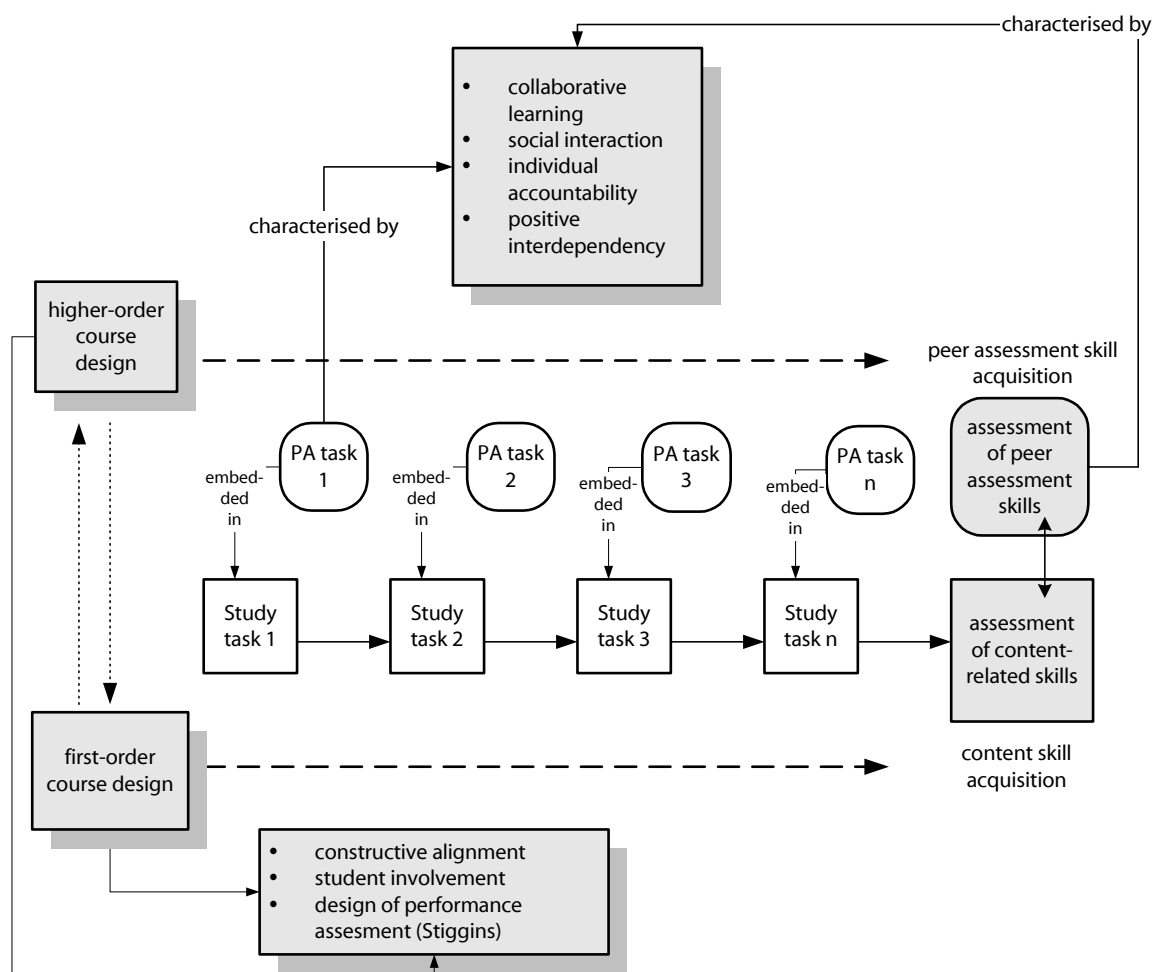 characterised by
• collaborative
learning
• social interaction
• individual
accountability
• positive
interdependency
characterised by
higher-order
course
design
peer assessment skill
acquisition
PA task
1
PA task
2
PA task
3
PA task
n
assessment
of peer
assessment
skills
embed-
ded
in
embed-
ded
in
embed-
ded
in
embed-
ded
in
Study
task 1
Study
task 2
Study
task 3
Study
task n
assessment
of content-
related skills
first-order
course design
content skill
acquisition
• constructive alignment
• student involvement
• design of performance
assesment (Stiggins)